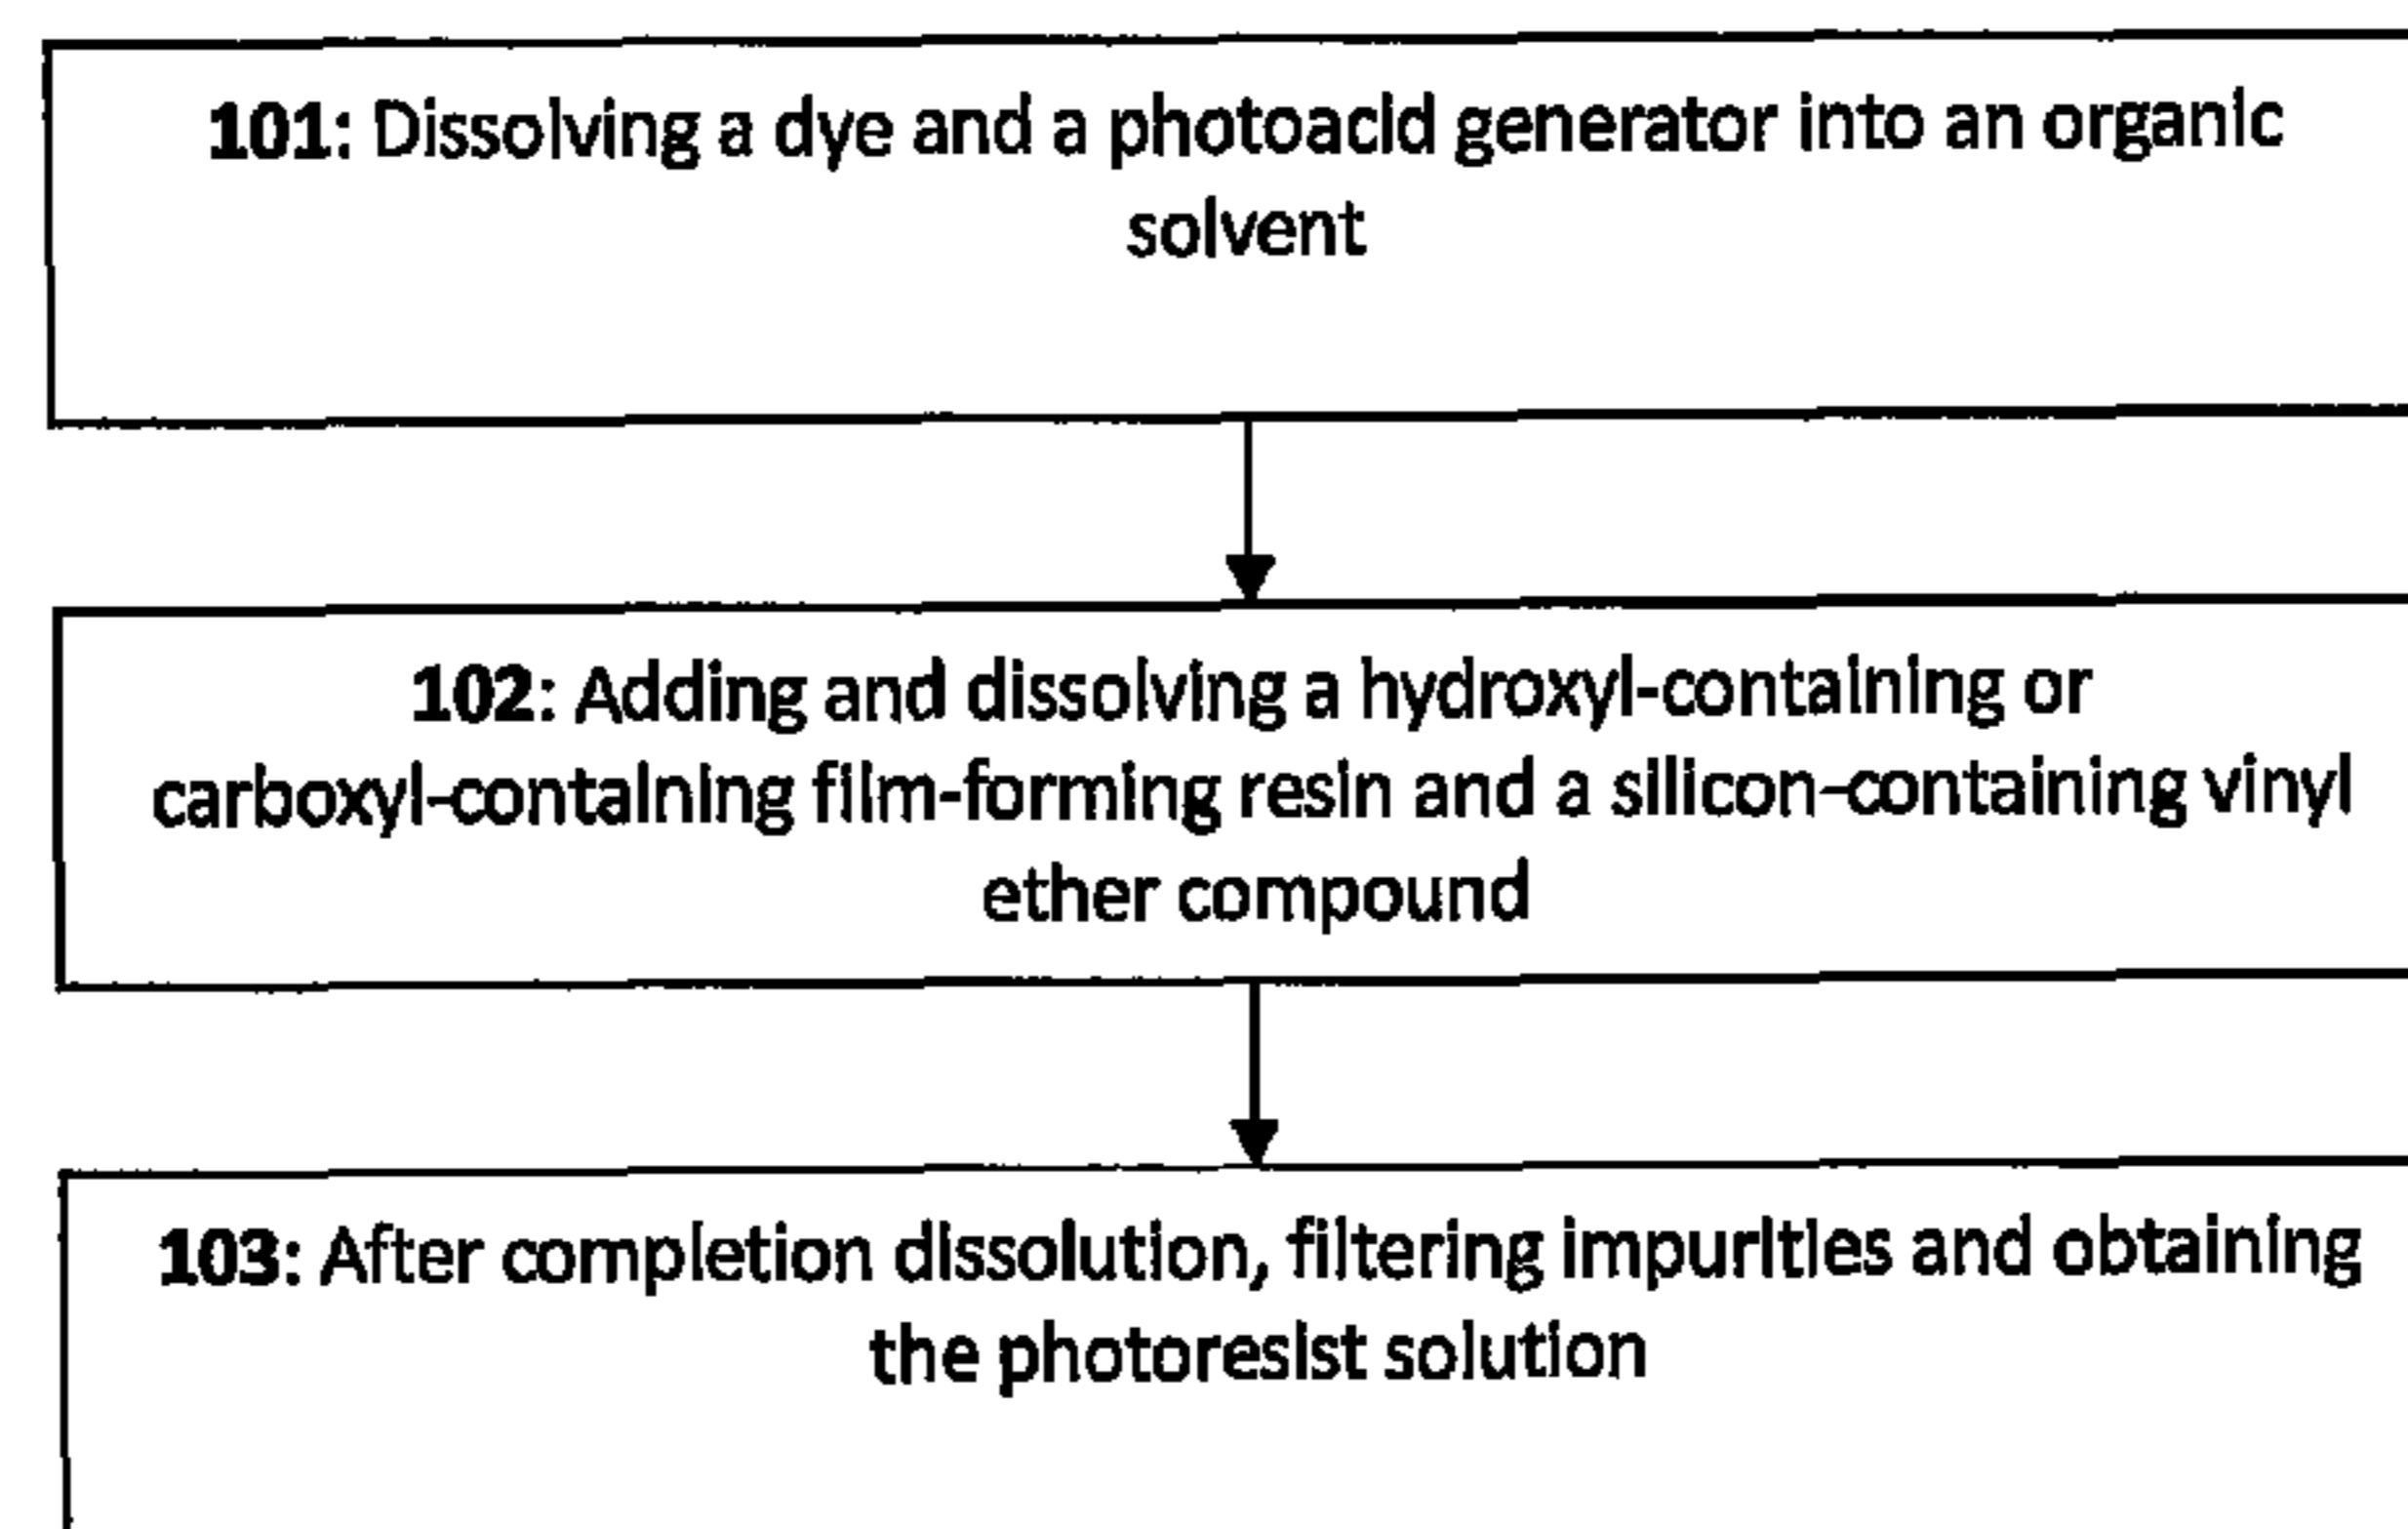 101: Dissolving a dye and a photoacid generator into an organic
solvent
102: Adding and dissolving a hydroxyl-containing or
carboxyl-containing film-forming resin and a silicon-containing vinyl
ether compound
103: After completion dissolution, filtering impurities and obtaining
the photoresist solution